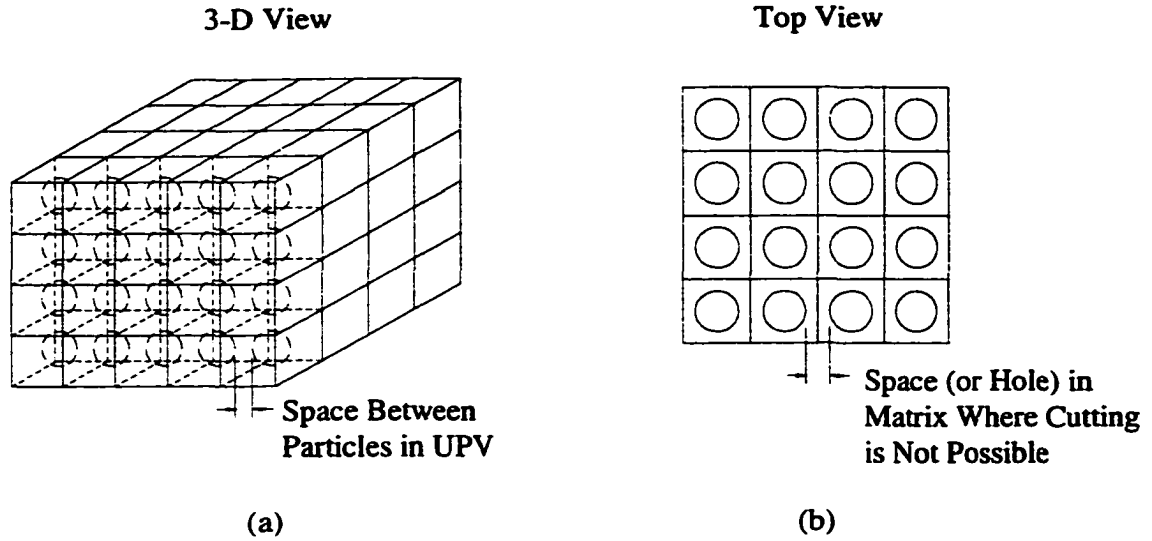 3-D View
Top View
Space Between
Particles in UPV
Space (or Hole) in
Matrix Where Cutting
is Not Possible
(a)
(b)